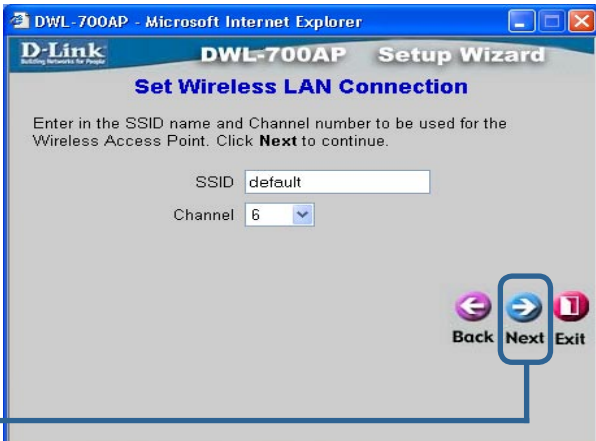 DWL-700AP - Microsoft Internet Explorer
D-Link
Building Networks for People
DWL-700AP Setup Wizard
Set Wireless LAN Connection
Enter in the SSID name and Channel number to be used for the
Wireless Access Point. Click Next to continue.
SSID default
Channel 6
Back Next Exit